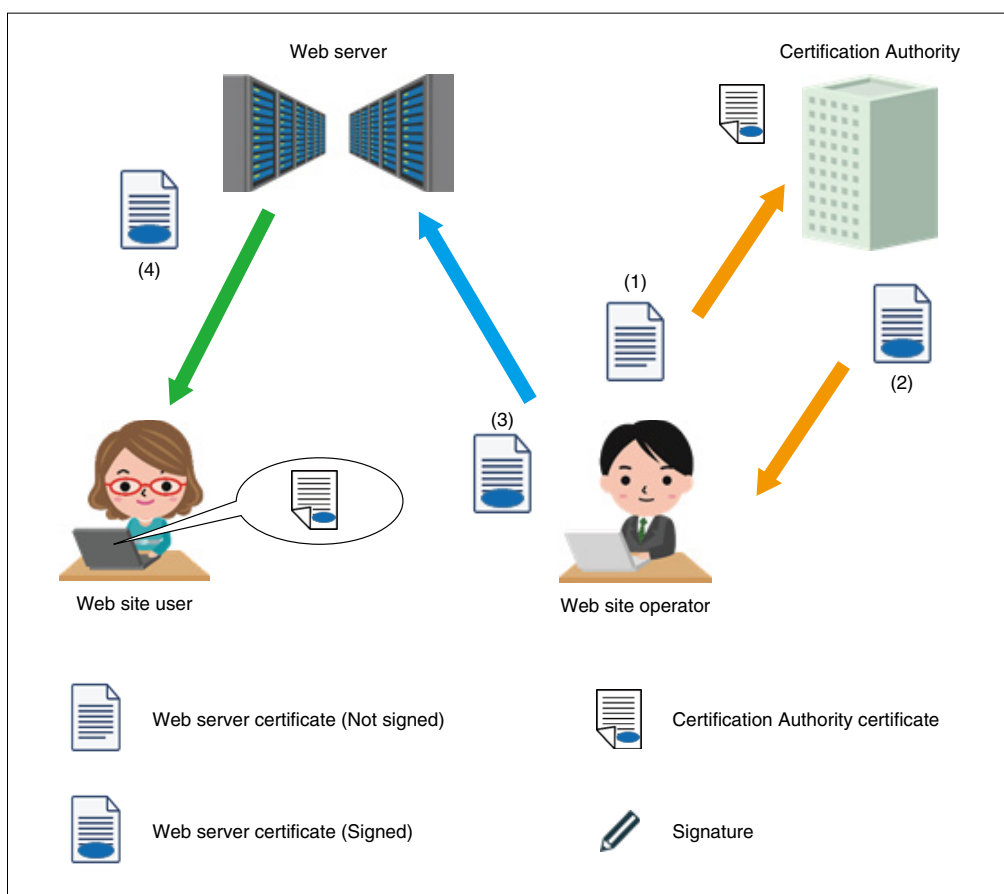 Web server
Certification Authority
(4)
(1)
(2)
(3)
Web site user
Web site operator
Web server certificate (Not signed)
Certification Authority certificate
Web server certificate (Signed)
Signature